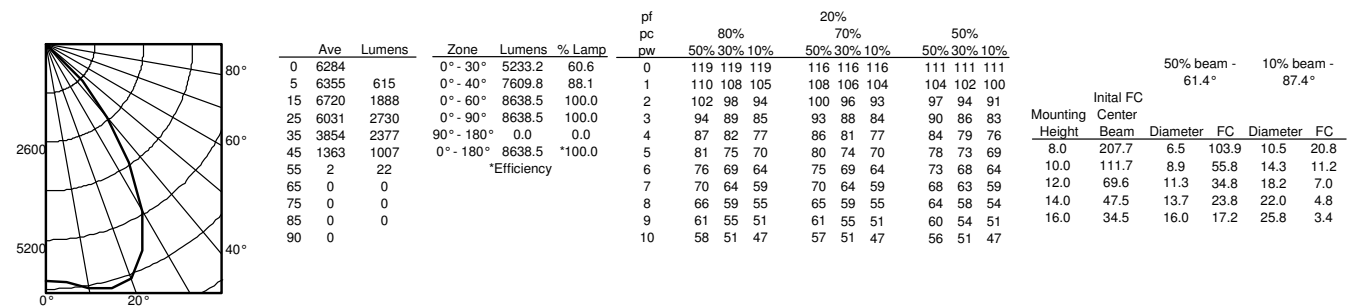 2600
5200
80°
60°
40°
0° 20°
Ave Lumens
0 6284
5 6355 615
15 6720 1888
25 6031 2730
35 3854 2377
45 1363 1007
55 2 22
65 0 0
75 0 0
85 0 0
90 0
Zone Lumens % Lamp
0° - 30° 5233.2 60.6
0° - 40° 7609.8 88.1
0° - 60° 8638.5 100.0
0° - 90° 8638.5 100.0
90° - 180° 0.0 0.0
0° - 180° 8638.5 *100.0
*Efficiency
pf 20%
pc 80% 70% 50%
pw 50% 30% 10% 50% 30% 10% 50% 30% 10%
0 119 119 119 116 116 116 111 111 111
1 110 108 105 108 106 104 104 102 100
2 102 98 94 100 96 93 97 94 91
3 94 89 85 93 88 84 90 86 83
4 87 82 77 86 81 77 84 79 76
5 81 75 70 80 74 70 78 73 69
6 76 69 64 75 69 64 73 68 64
7 70 64 59 70 64 59 68 63 59
8 66 59 55 65 59 55 64 58 54
9 61 55 51 61 55 51 60 54 51
10 58 51 47 57 51 47 56 51 47
50% beam - 10% beam -
61.4° 87.4°
Inital FC
Mounting Center
Height Beam Diameter FC Diameter FC
8.0 207.7 6.5 103.9 10.5 20.8
10.0 111.7 8.9 55.8 14.3 11.2
12.0 69.6 11.3 34.8 18.2 7.0
14.0 47.5 13.7 23.8 22.0 4.8
16.0 34.5 16.0 17.2 25.8 3.4